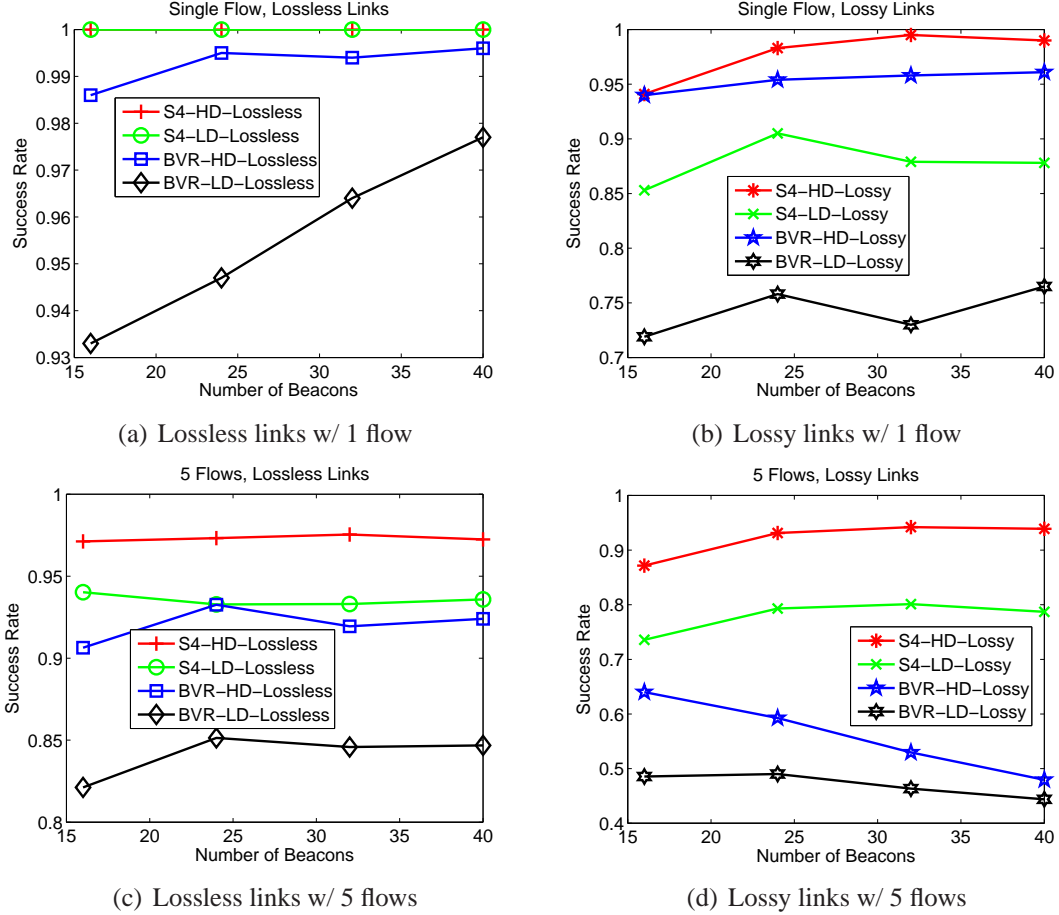 Single Flow, Lossless Links
1
0.99
0.98
0.97
0.96
0.95
0.94
0.93
Success Rate
S4−HD−Lossless
S4−LD−Lossless
BVR−HD−Lossless
BVR−LD−Lossless
15 20 25 30 35 40
Number of Beacons
(a) Lossless links w/ 1 flow
Single Flow, Lossy Links
1
0.95
0.9
0.85
0.8
0.75
0.7
Success Rate
S4−HD−Lossy
S4−LD−Lossy
BVR−HD−Lossy
BVR−LD−Lossy
15 20 25 30 35 40
Number of Beacons
(b) Lossy links w/ 1 flow
5 Flows, Lossless Links
1
0.95
0.9
0.85
0.8
Success Rate
S4−HD−Lossless
S4−LD−Lossless
BVR−HD−Lossless
BVR−LD−Lossless
15 20 25 30 35 40
Number of Beacons
(c) Lossless links w/ 5 flows
5 Flows, Lossy Links
1
0.9
0.8
0.7
0.6
0.5
0.4
Success Rate
S4−HD−Lossy
S4−LD−Lossy
BVR−HD−Lossy
BVR−LD−Lossy
15 20 25 30 35 40
Number of Beacons
(d) Lossy links w/ 5 flows